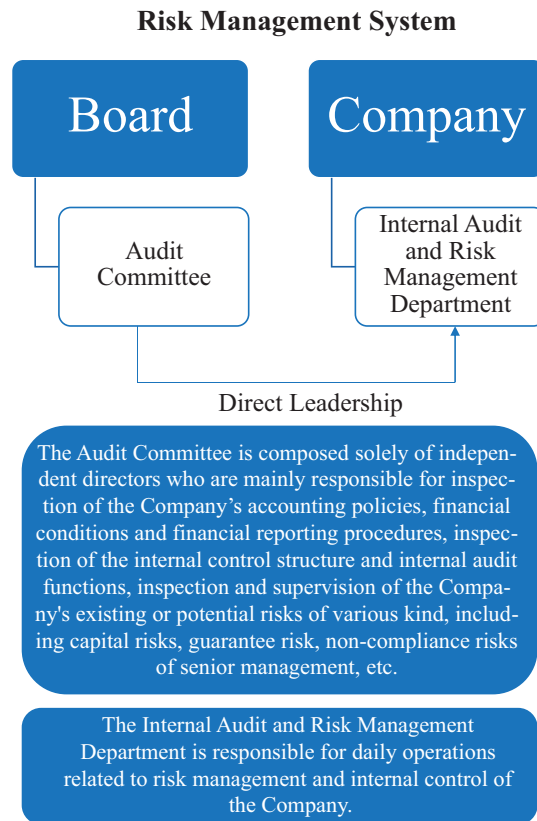 Risk Management System
Board
Company
Audit
Committee
Internal Audit
and Risk
Management
Department
Direct Leadership
The Audit Committee is composed solely of indepen-
dent directors who are mainly responsible for inspec-
tion of the Company’s accounting policies, financial
conditions and financial reporting procedures, inspec-
tion of the internal control structure and internal audit
functions, inspection and supervision of the Compa-
ny's existing or potential risks of various kind, includ-
ing capital risks, guarantee risk, non-compliance risks
of senior management, etc.
The Internal Audit and Risk Management
Department is responsible for daily operations
related to risk management and internal control of
the Company.